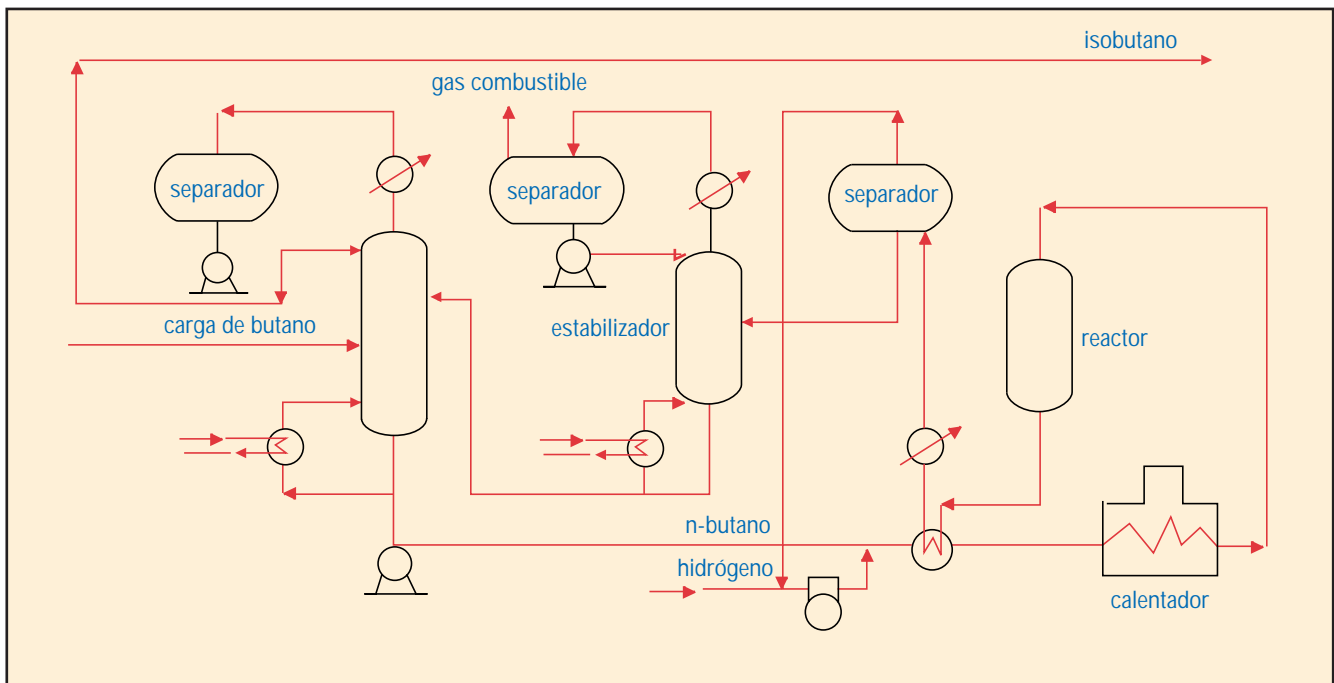 isobutano
gas combustible
separador
separador
separador
carga de butano
estabilizador
reactor
n-butano
hidrógeno
calentador